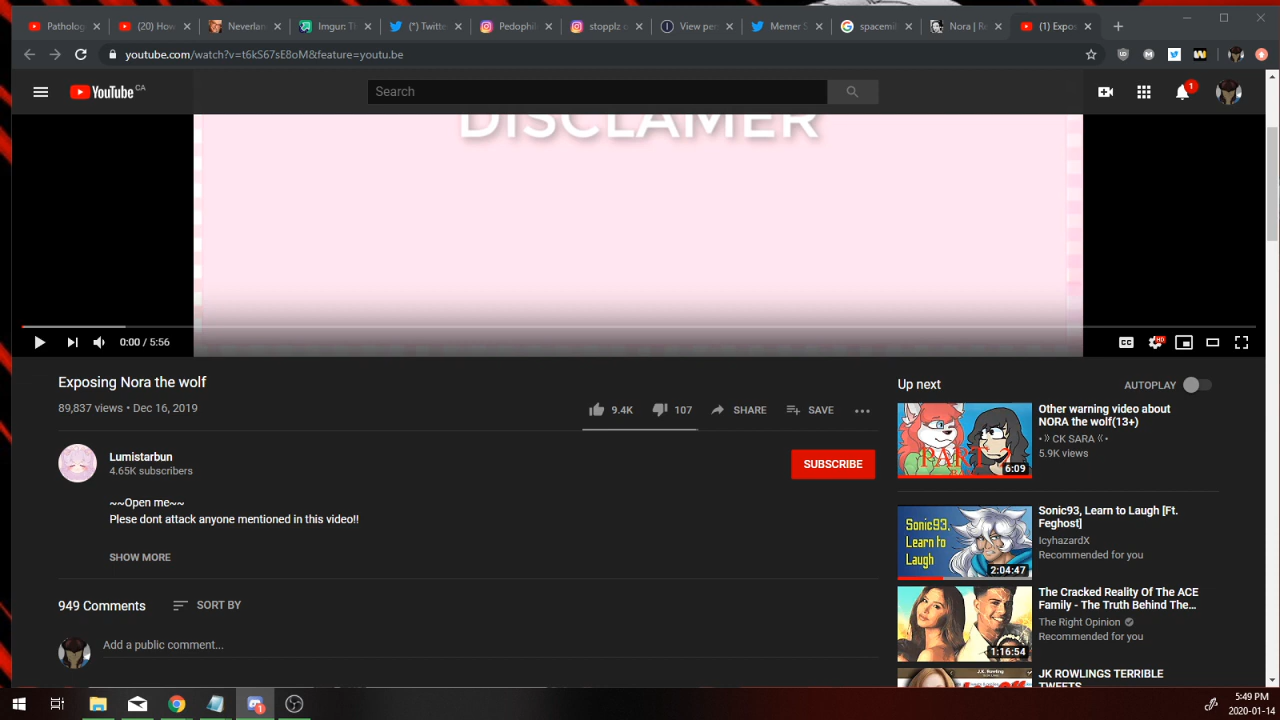 Patholog
(20) How
Neverlan
Imgur: Th
(*) Twitte
Pedophil
stopplz c
View per
Memer S
spacemi
Nora | Re
(1) Expos
youtube.com/watch?v=t6kS67sE8oM&feature=youtu.be
YouTube CA
Search
1
DISCLAMER
0:00 / 5:56
CC
HD
Exposing Nora the wolf
89,837 views • Dec 16, 2019
9.4K
107
SHARE
SAVE
Lumistarbun
4.65K subscribers
SUBSCRIBE
~~Open me~~
Plese dont attack anyone mentioned in this video!!
SHOW MORE
949 Comments
SORT BY
Add a public comment...
Up next
AUTOPLAY
PART
6:09
Other warning video about
NORA the wolf(13+)
•》CK SARA《•
5.9K views
Sonic93,
Learn to
Laugh
2:04:47
Sonic93, Learn to Laugh [Ft.
Feghost]
IcyhazardX
Recommended for you
1:16:54
The Cracked Reality Of The ACE
Family - The Truth Behind The...
The Right Opinion
Recommended for you
JK ROWLINGS TERRIBLE
TWEETS
5:49 PM
2020-01-14